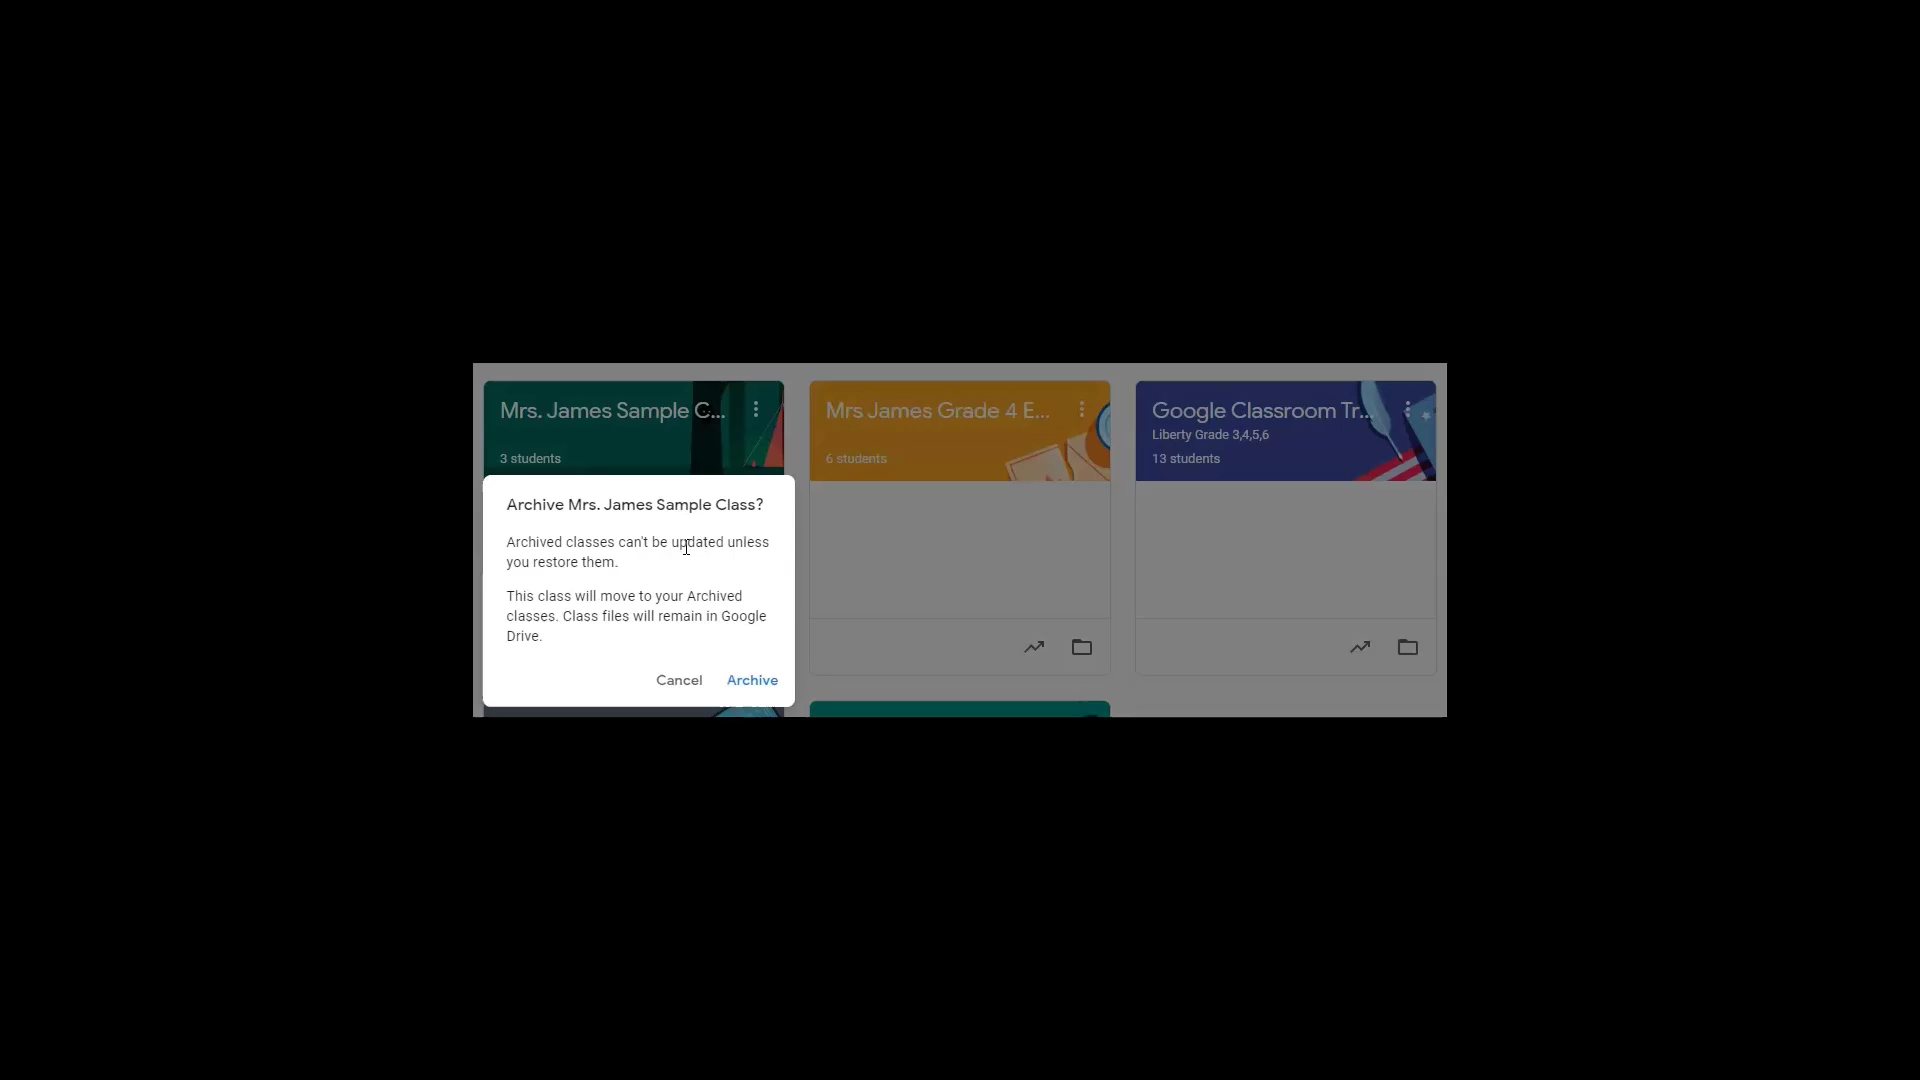 Mrs. James Sample C...
3 students
Mrs James Grade 4 E...
6 students
Google Classroom Tr...
Liberty Grade 3,4,5,6
13 students
Archive Mrs. James Sample Class?
Archived classes can't be updated unless
you restore them.
This class will move to your Archived
classes. Class files will remain in Google
Drive.
Cancel
Archive